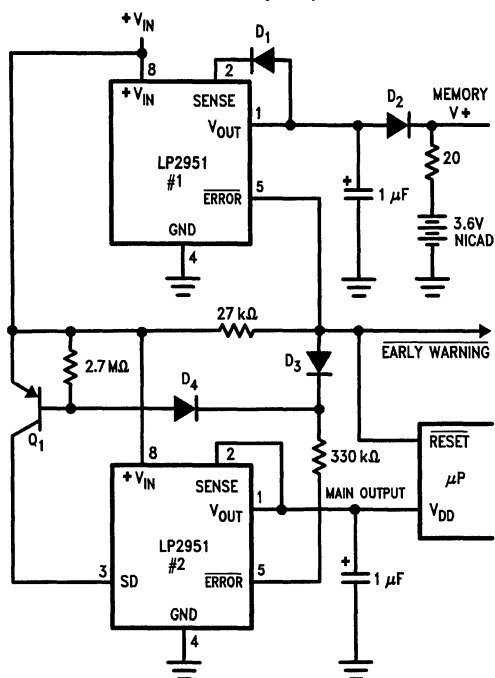 +VIN
D1
8
2
+VIN
SENSE
D2
MEMORY
V+
1
VOUT
LP2951
#1
20
5
ERROR
+
1 µF
GND
3.6V
NICAD
4
27 kΩ
EARLY WARNING
2.7 MΩ
D3
D4
Q1
330 kΩ
RESET
8
2
+VIN
SENSE
µP
1
MAIN OUTPUT
VOUT
VDD
LP2951
#2
3
SD
ERROR
5
+
1 µF
GND
4